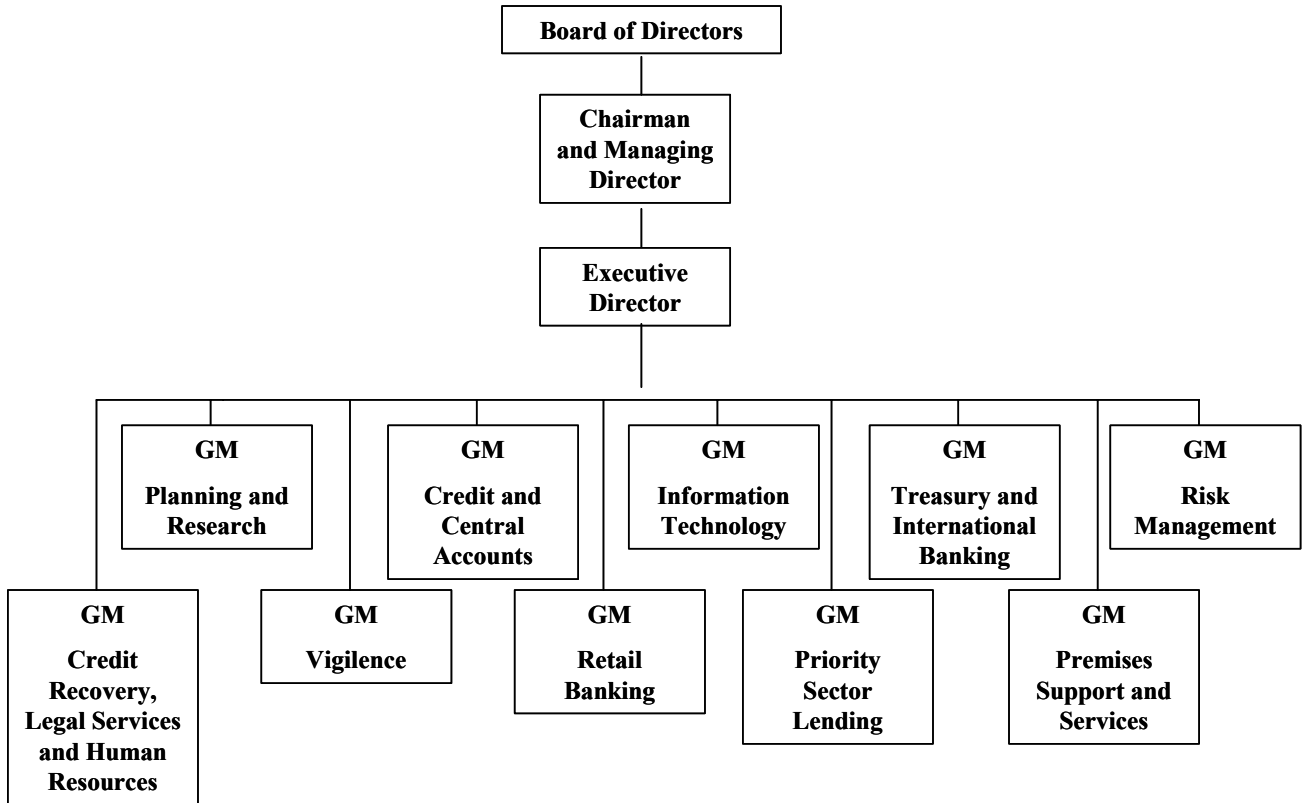 Board of Directors
Chairman
and Managing
Director
Executive
Director
GM
Planning and
Research
GM
Credit and
Central
Accounts
GM
Information
Technology
GM
Treasury and
International
Banking
GM
Risk
Management
GM
Credit
Recovery,
Legal Services
and Human
Resources
GM
Vigilence
GM
Retail
Banking
GM
Priority
Sector
Lending
GM
Premises
Support and
Services